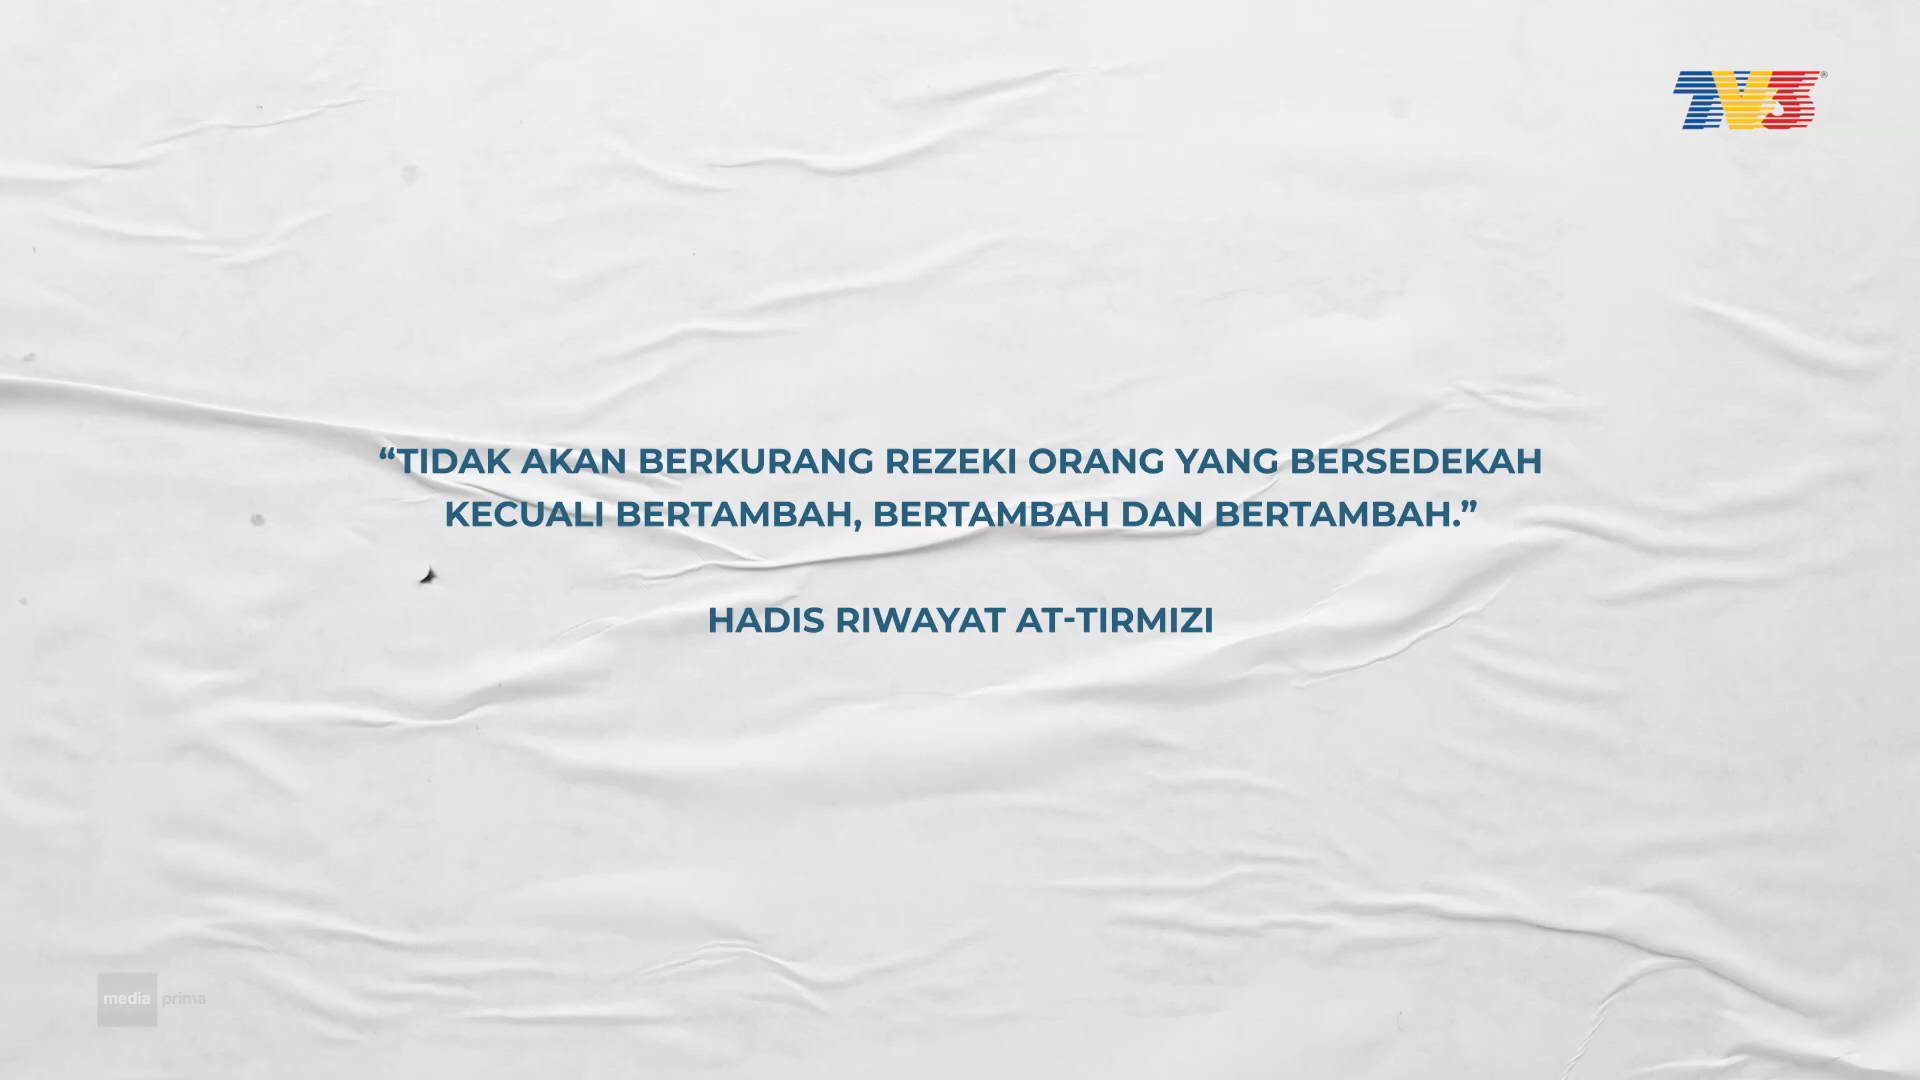 TV3
“TIDAK AKAN BERKURANG REZEKI ORANG YANG BERSEDEKAH
KECUALI BERTAMBAH, BERTAMBAH DAN BERTAMBAH.”
HADIS RIWAYAT AT-TIRMIZI
media prima